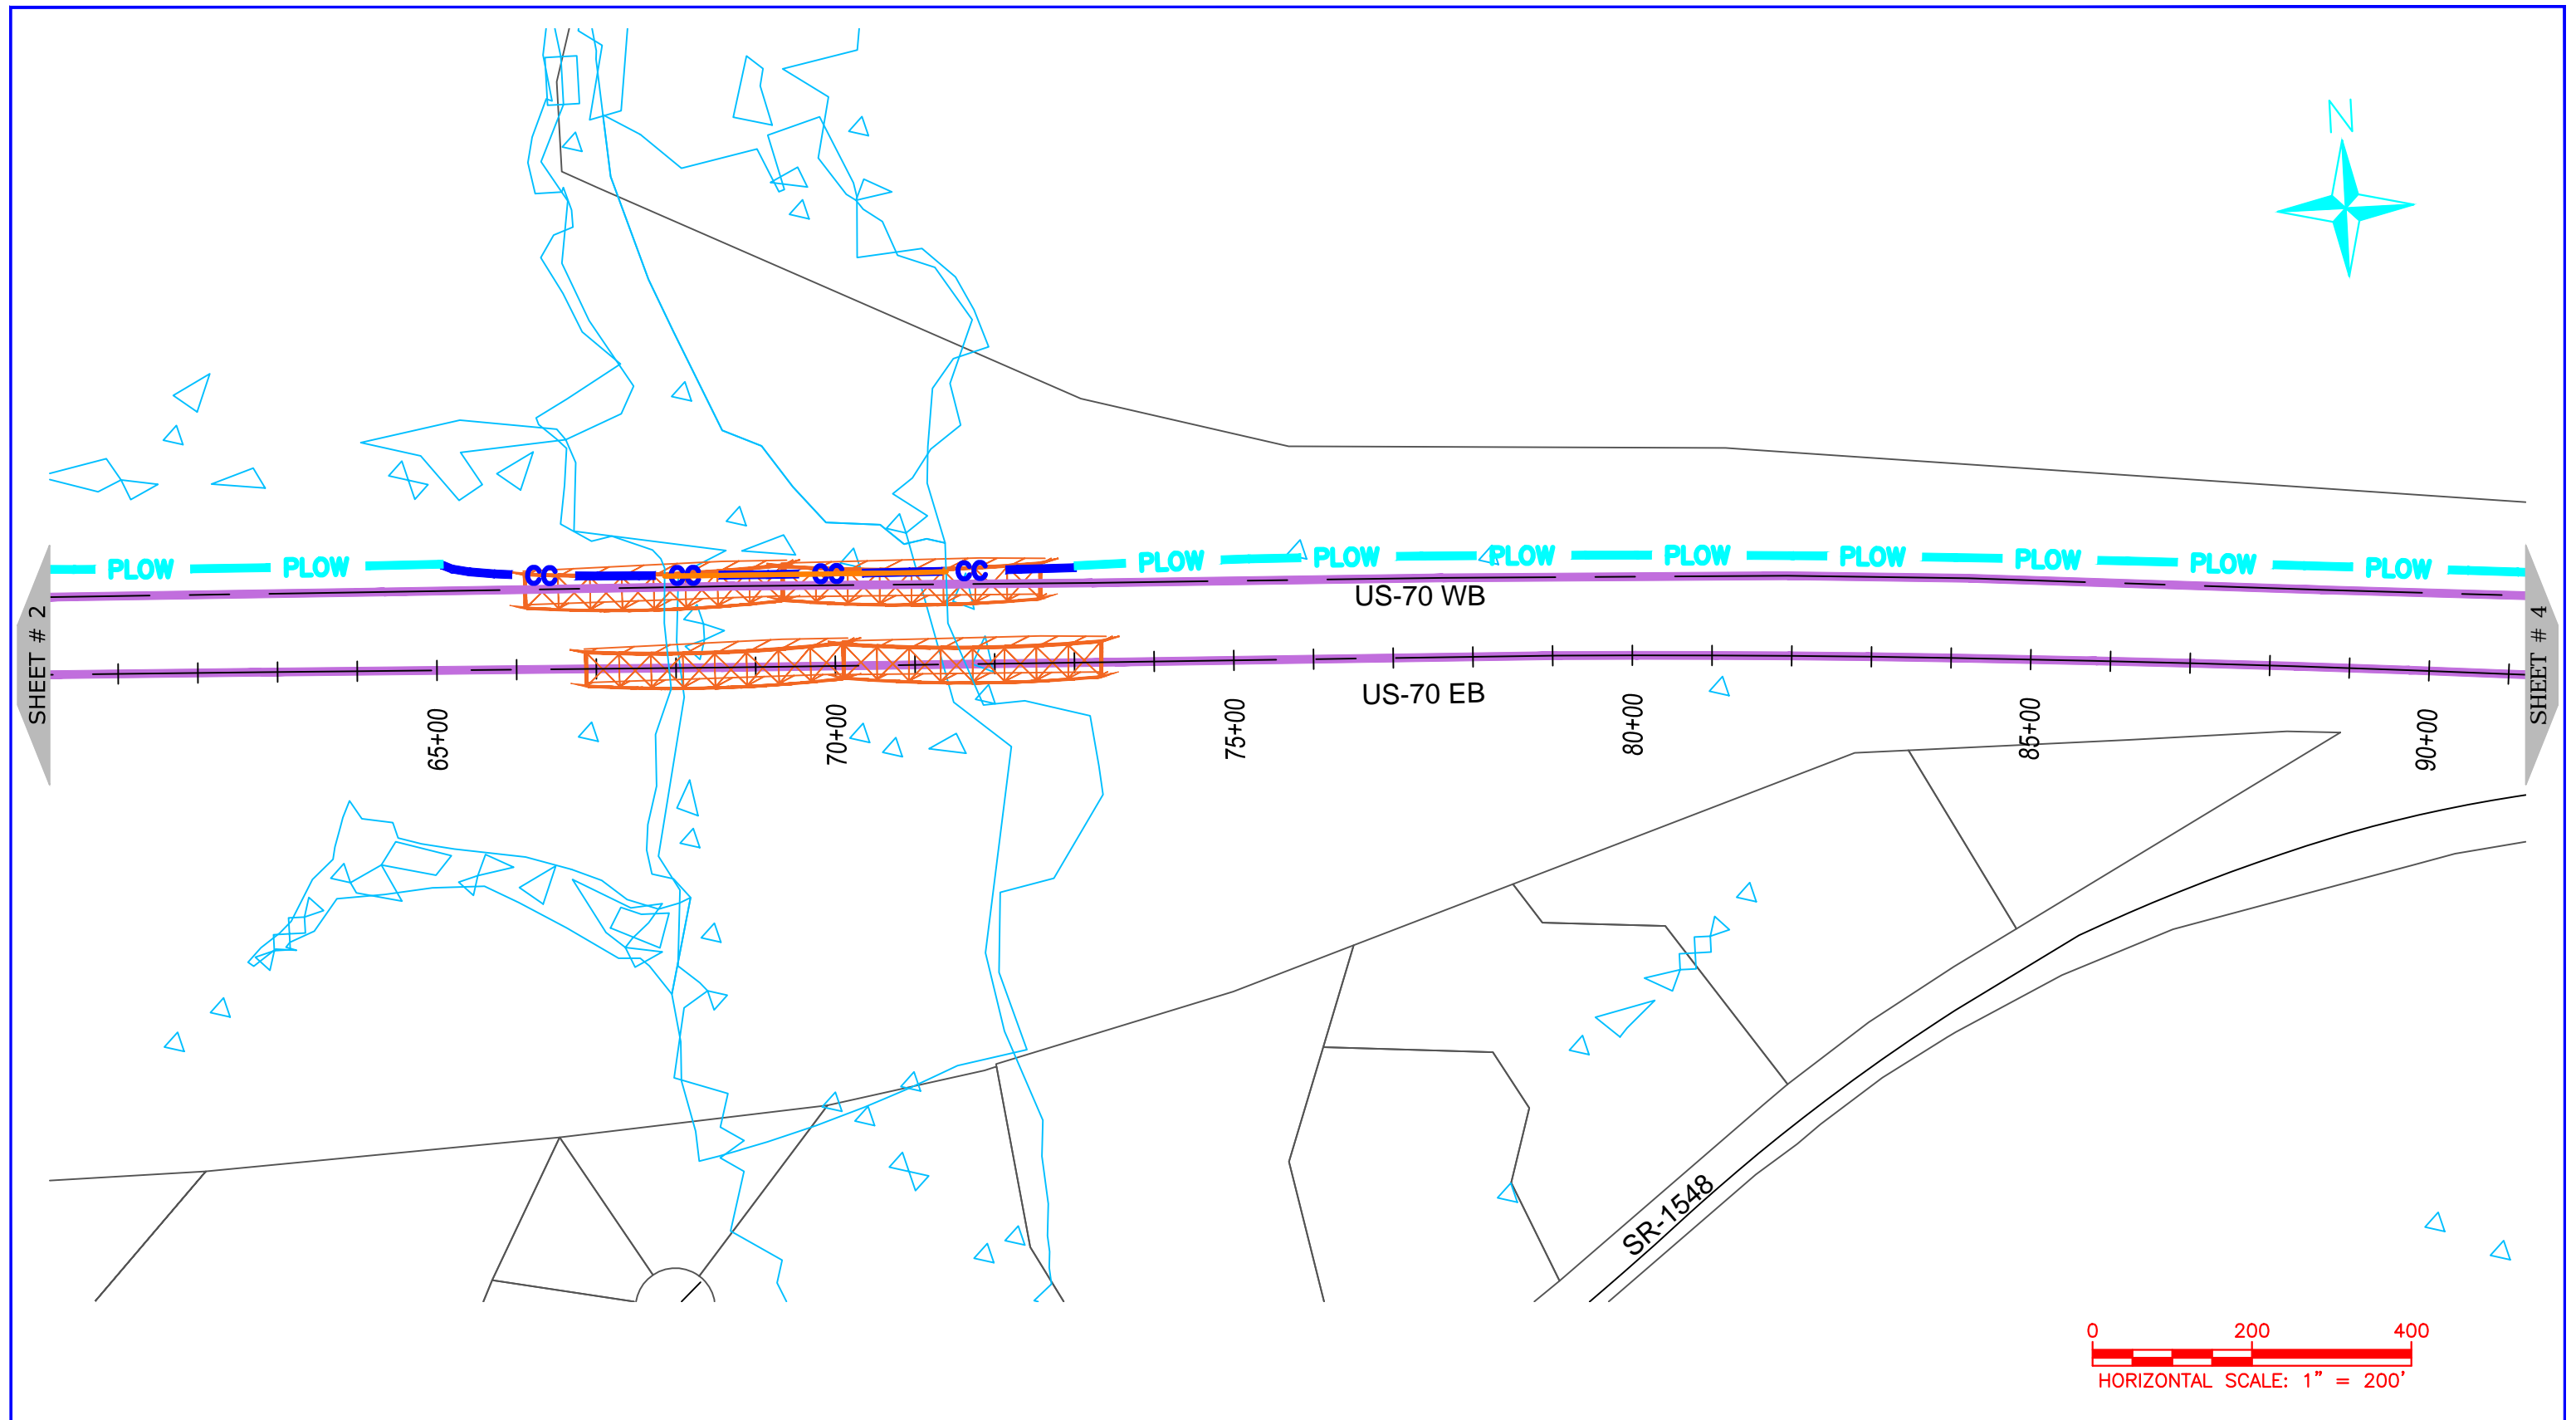 N
PLOW PLOW CC CC CC CC PLOW PLOW PLOW PLOW PLOW PLOW PLOW PLOW
US-70 WB
SHEET # 2
SHEET # 4
US-70 EB
65+00 70+00 75+00 80+00 85+00 90+00
SR-1548
0 200 400
HORIZONTAL SCALE: 1" = 200'